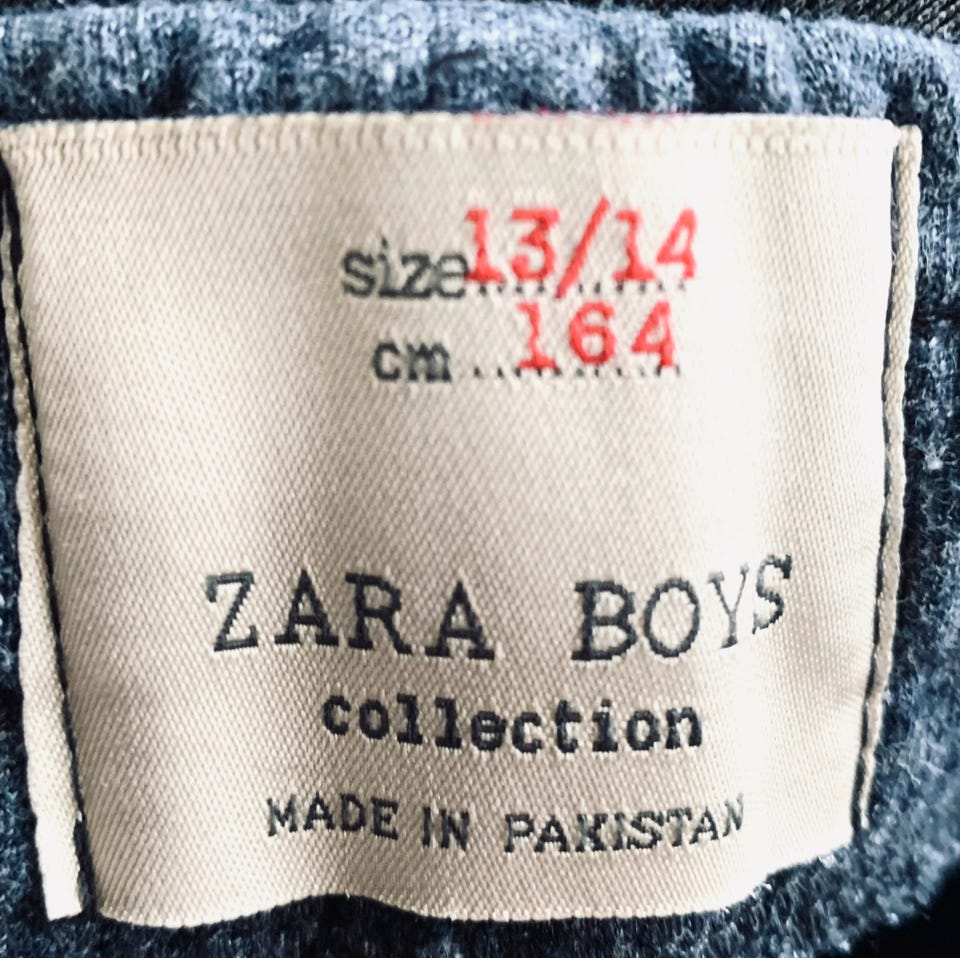 size 13/14
cm 164
ZARA BOYS
collection
MADE IN PAKISTAN